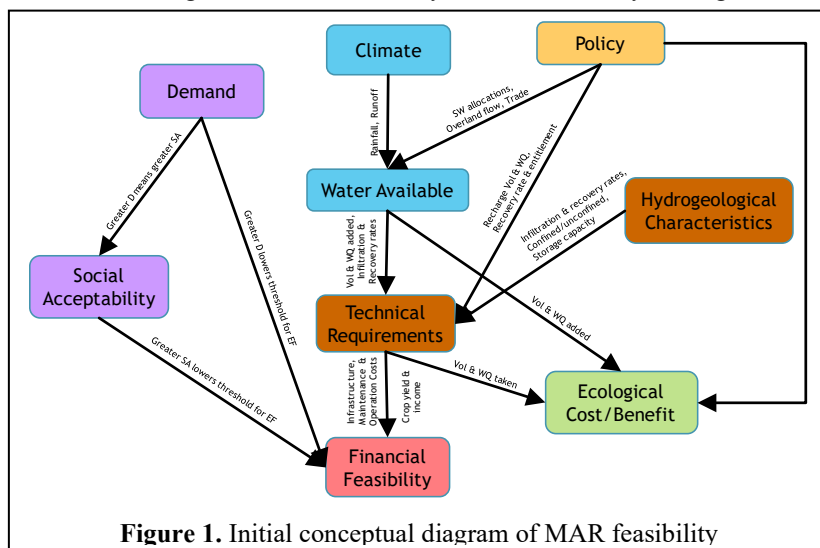 Climate
Policy
Demand
Rainfall, Runoff
SW allocations,
Overland flow, Trade
Greater D means greater SA
Water Available
Recharge Vol & WQ,
Recovery rate & entitlement
Hydrogeological
Characteristics
Greater D lowers threshold for EF
Vol & WQ added,
Infiltration &
Recovery rates
Infiltration & recovery rates,
Confined/unconfined,
Storage capacity
Social
Acceptability
Technical
Requirements
Vol & WQ added
Greater SA lowers threshold for EF
Infrastructure,
Maintenance &
Operation Costs
Crop yield &
income
Vol & WQ taken
Ecological
Cost/Benefit
Financial
Feasibility
Figure 1. Initial conceptual diagram of MAR feasibility